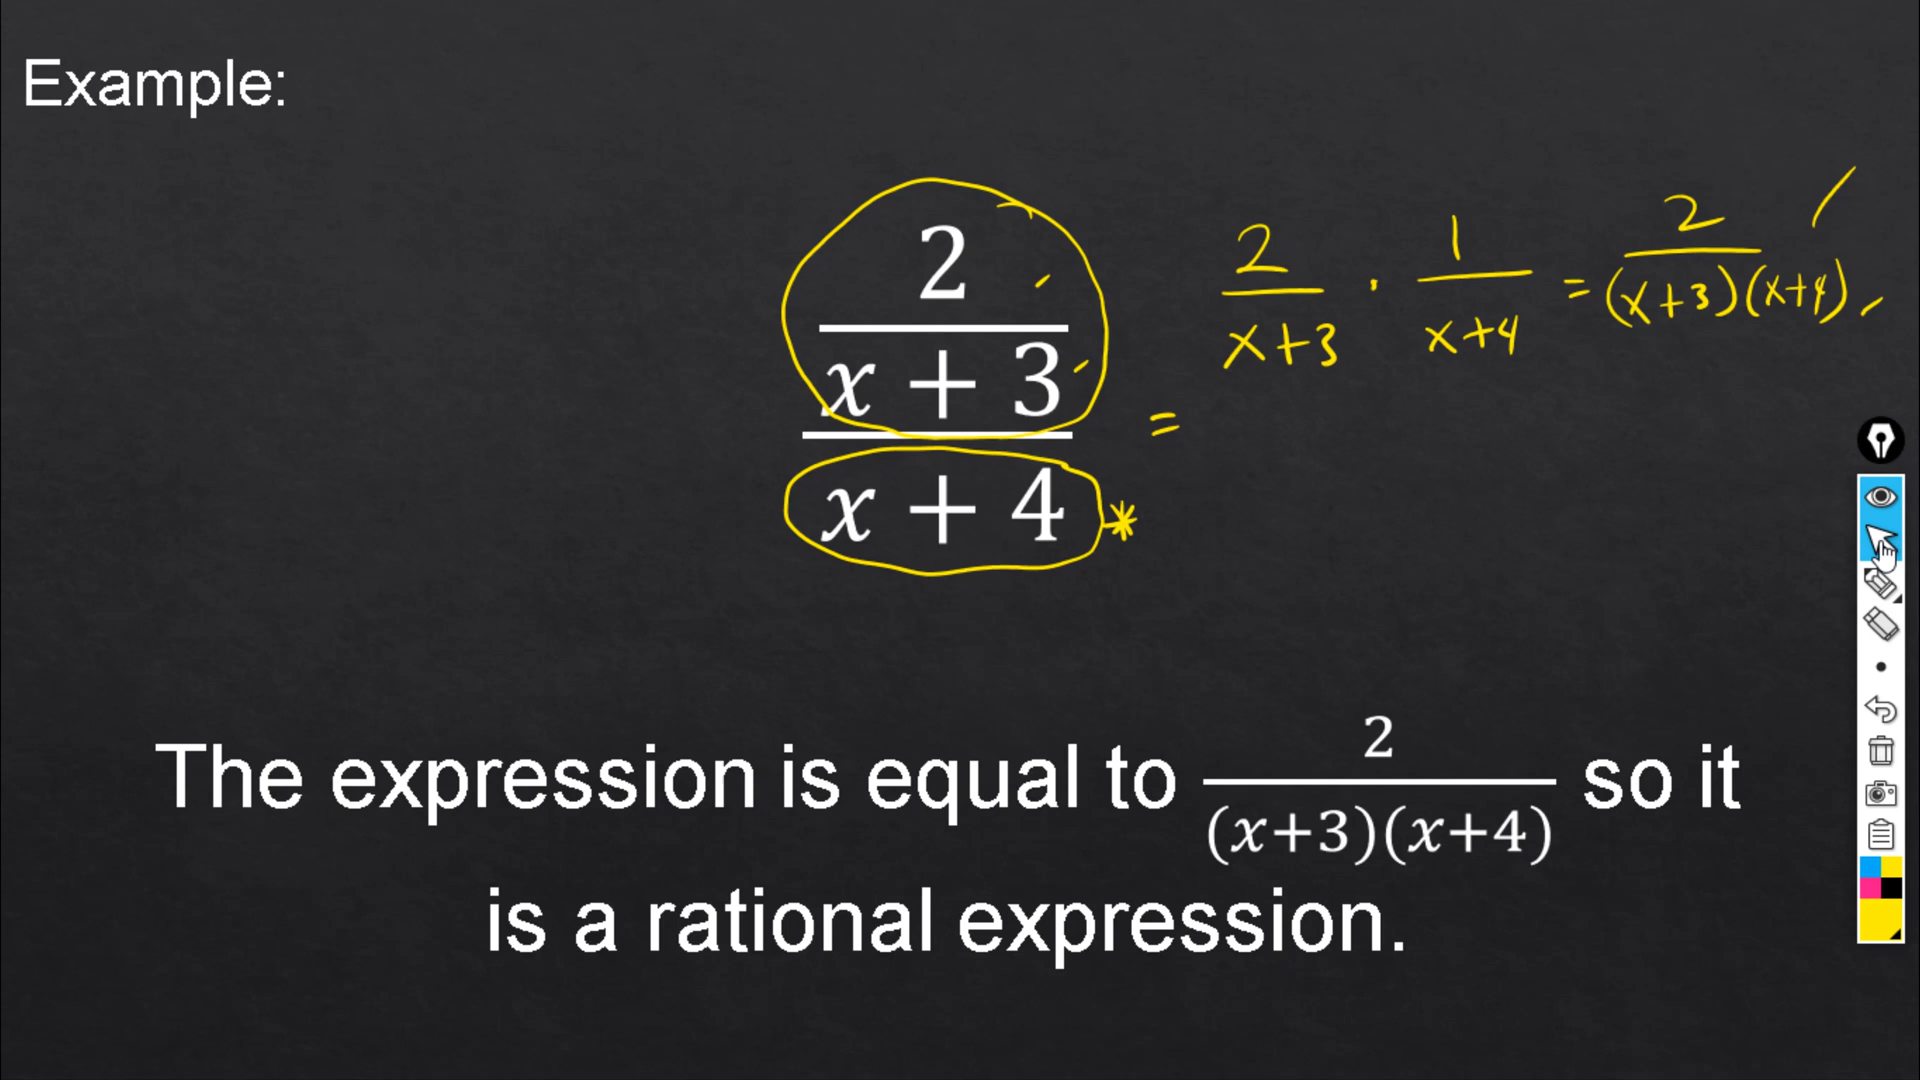 Example:
2
x + 3
x + 4 *
=
2/x+3 · 1/x+4 = 2/(x+3)(x+4)
The expression is equal to 2/(x+3)(x+4) so it
is a rational expression.